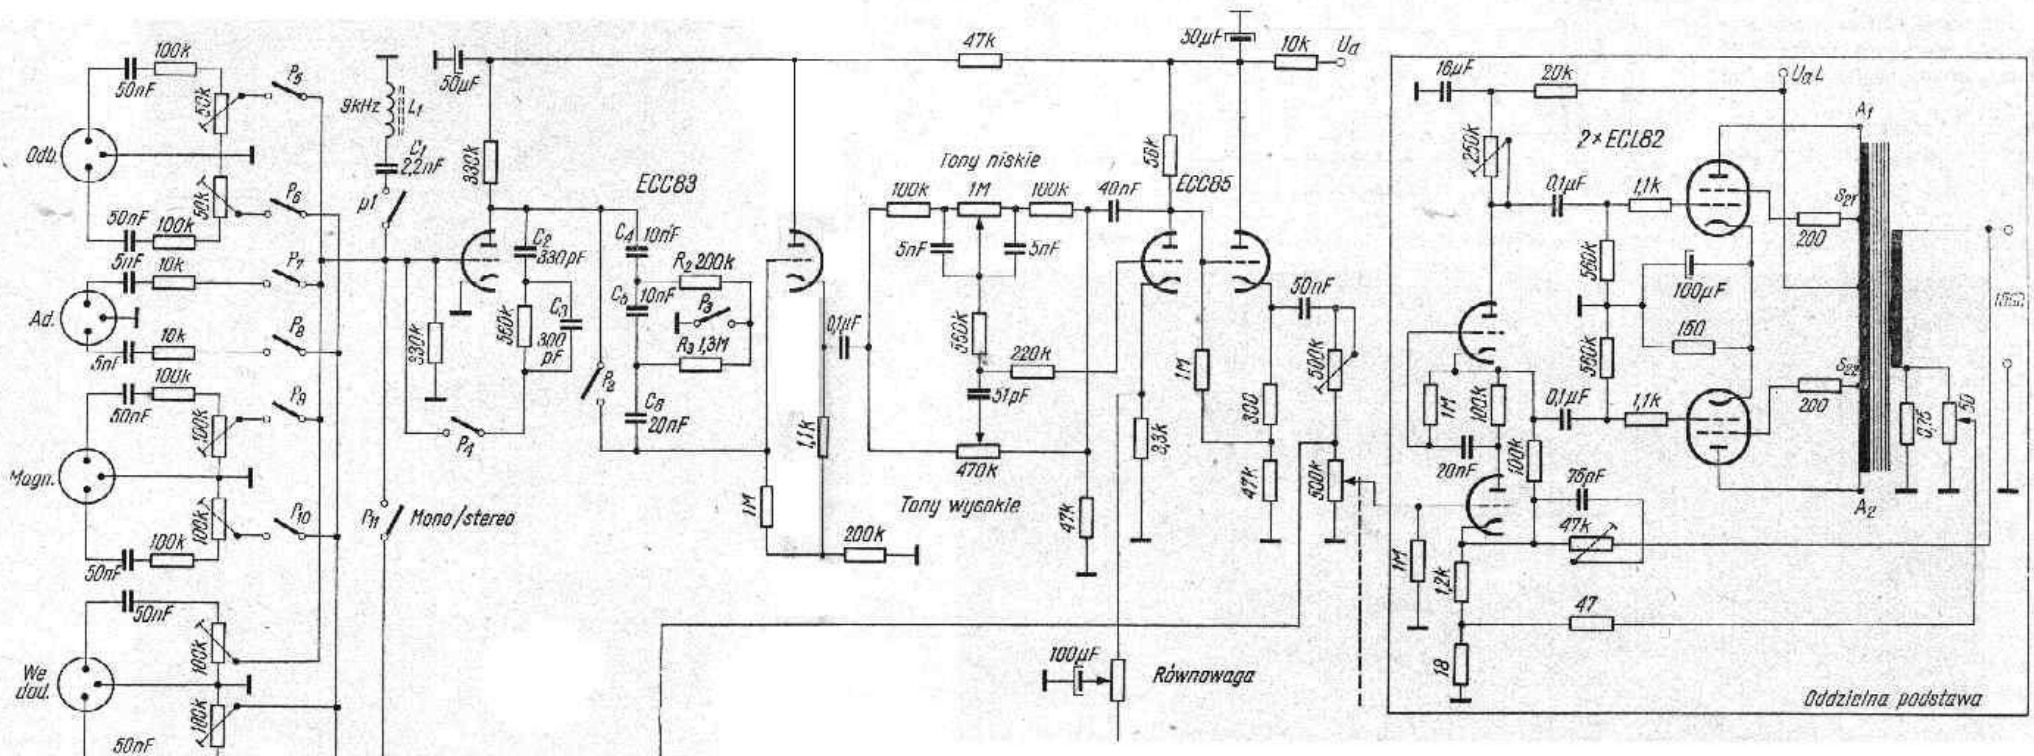 Odb.
100k
50nF
50k
P5
50k
P6
50nF
100k
Ad.
5nF
10k
P7
P8
10k
5nF
Magn.
100k
50nF
100k
P9
100k
P10
100k
50nF
We
dod.
50nF
100k
100k
50nF
9kHz
L1
C1
2,2nF
P1
P11
Mono/stereo
50µF
330k
330k
ECC83
C2
330pF
C3
300
pF
560k
P4
P2
C4
10nF
C5
10nF
C6
20nF
R2 200k
P3
R3 1,3M
1M
1,1k
200k
0,1µF
47k
Tony niskie
100k
1M
100k
5nF
5nF
560k
220k
51pF
470k
Tony wysokie
40nF
47k
56k
ECC85
50µF
10k
Ua
1M
3,3k
300
47k
50nF
500k
500k
100µF
Równowaga
16µF
20k
UaL
250k
2×ECL82
0,1µF
1,1k
560k
560k
100µF
150
200
200
A1
S21
S22
A2
0,1µF
1,1k
1M
100k
20nF
100k
75pF
47k
1M
1,2k
47
18
0,75
50
Oddzielna podstawa